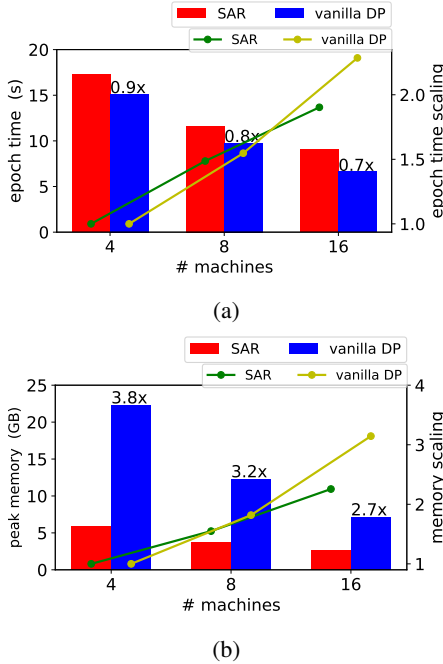 SAR vanilla DP
SAR vanilla DP
20
15
10
5
0
epoch time (s)
0.9x
0.8x
0.7x
2.0
1.5
1.0
epoch time scaling
4 8 16
# machines
(a)
SAR vanilla DP
SAR vanilla DP
25
20
15
10
5
0
peak memory (GB)
3.8x
3.2x
2.7x
4
3
2
1
memory scaling
4 8 16
# machines
(b)